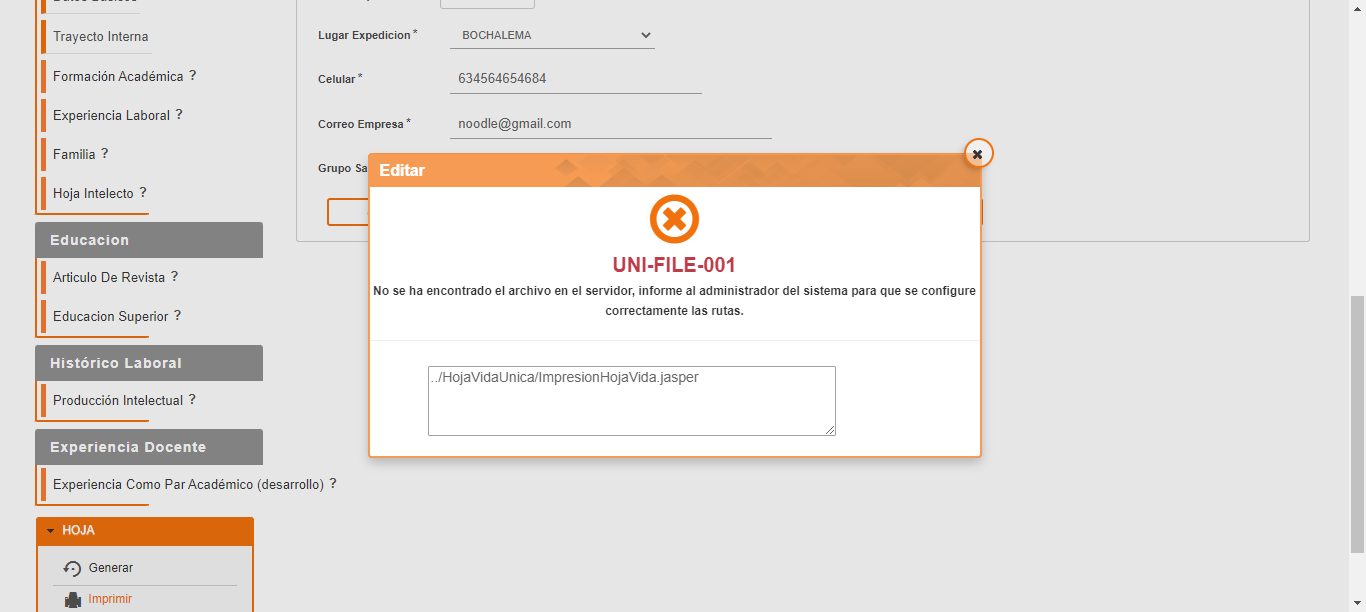 Trayecto Interna
Formación Académica ?
Experiencia Laboral ?
Familia ?
Hoja Intelecto ?
Educacion
Articulo De Revista ?
Educacion Superior ?
Histórico Laboral
Producción Intelectual ?
Experiencia Docente
Experiencia Como Par Académico (desarrollo) ?
HOJA
Generar
Imprimir
Lugar Expedicion *
BOCHALEMA
Celular *
634564654684
Correo Empresa *
noodle@gmail.com
Grupo Sa
Editar
UNI-FILE-001
No se ha encontrado el archivo en el servidor, informe al administrador del sistema para que se configure
correctamente las rutas.
../HojaVidaUnica/ImpresionHojaVida.jasper